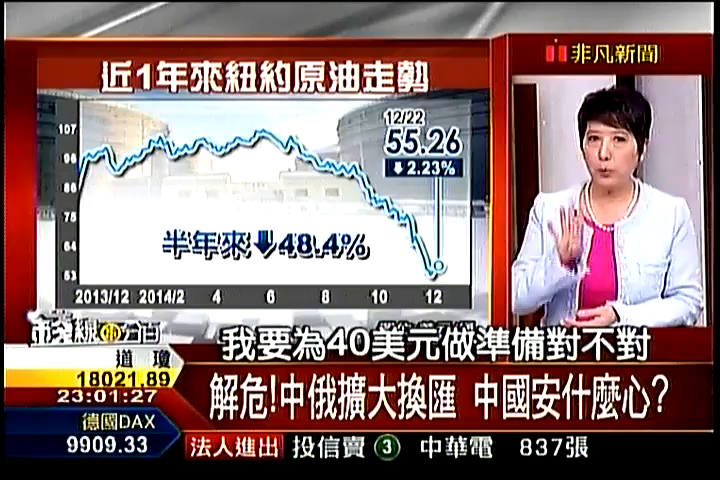 近1年來紐約原油走勢
非凡新聞
107
96
86
75
64
53
12/22
55.26
2.23%
半年來 48.4%
2013/12 2014/2 4 6 8 10 12
我要為40美元做準備對不對
道瓊
18021.89
23:01:27
解危!中俄擴大換匯 中國安什麼心?
德國DAX
9909.33
法人進出 投信賣 3 中華電 837張